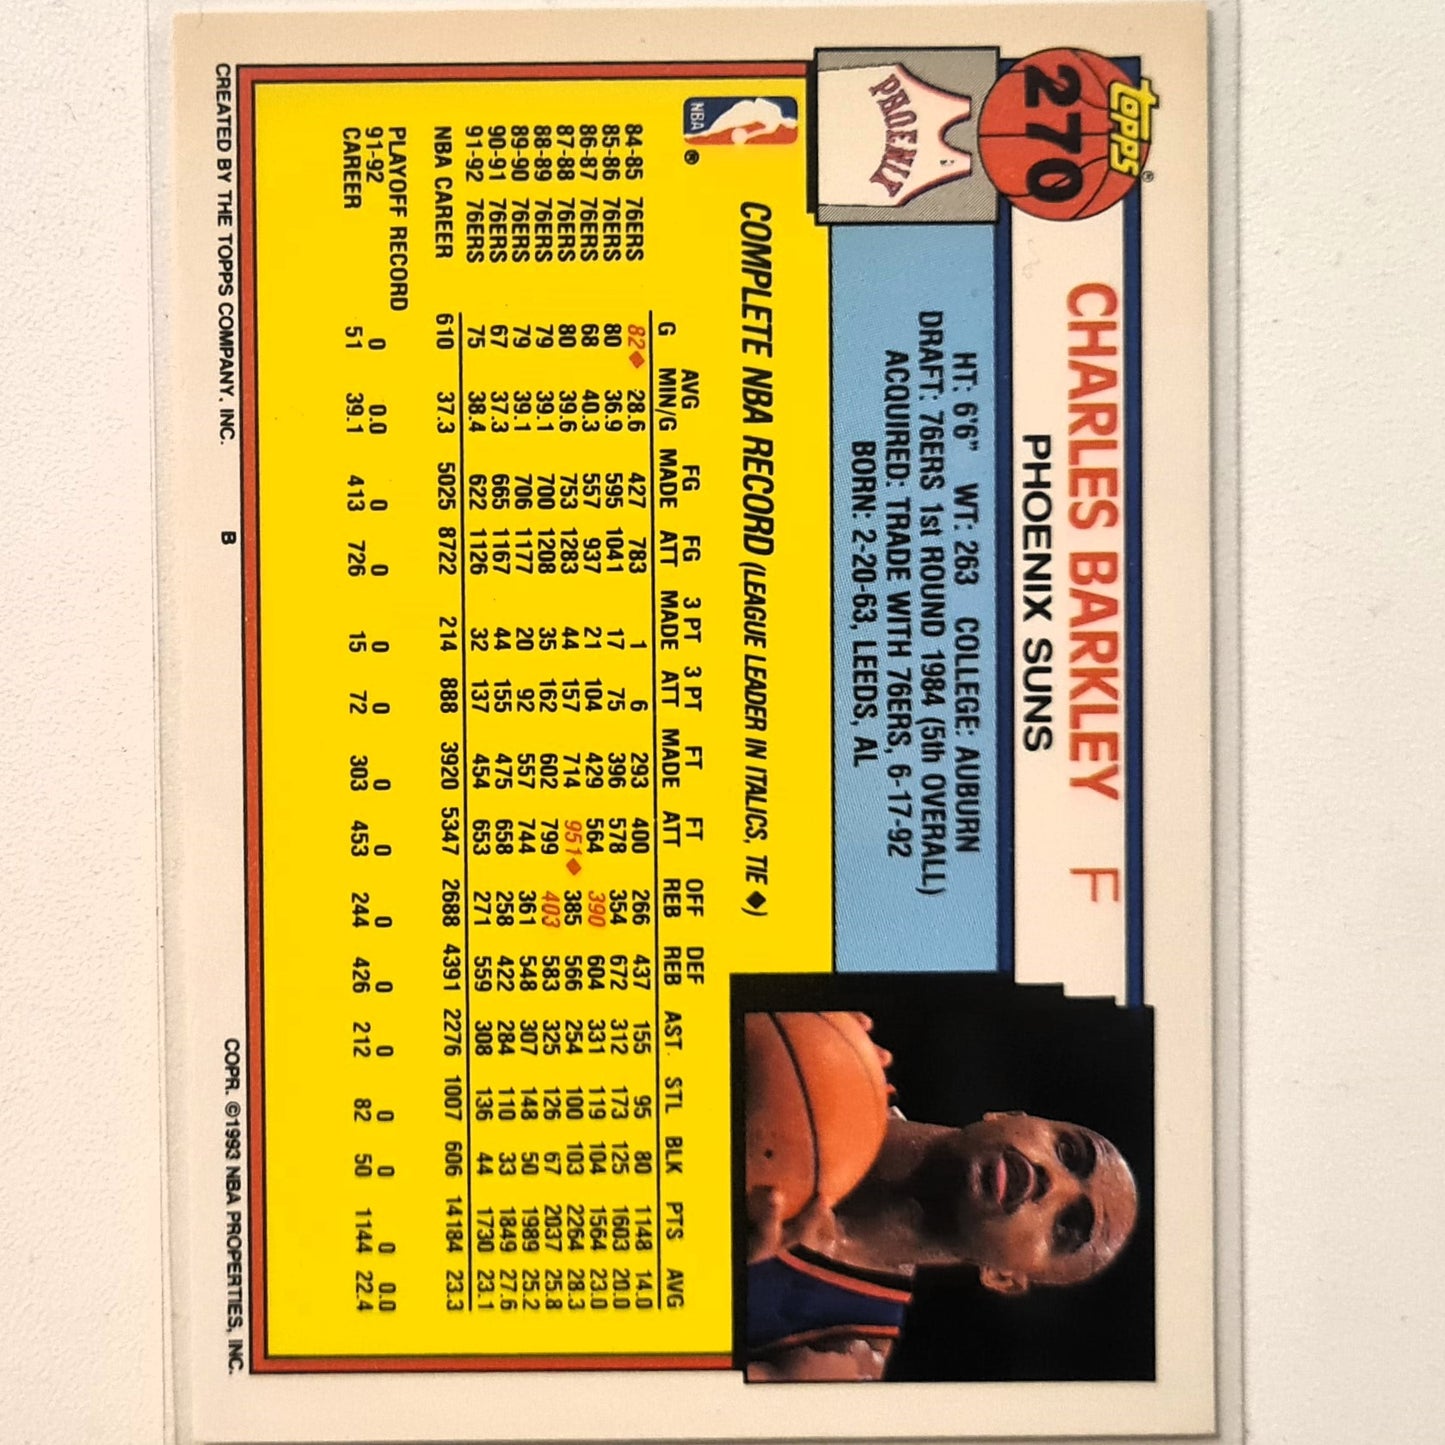 topps®
270
PHOENIX
CHARLES BARKLEY F
PHOENIX SUNS
HT: 6'6" WT: 263 COLLEGE: AUBURN
DRAFT: 76ERS 1st ROUND 1984 (5th OVERALL)
ACQUIRED: TRADE WITH 76ERS, 6-17-92
BORN: 2-20-63, LEEDS, AL
NBA ®
COMPLETE NBA RECORD (LEAGUE LEADER IN ITALICS, TIE ◆)
AVG FG FG 3 PT 3 PT FT FT OFF DEF
G MIN/G MADE ATT MADE ATT MADE ATT REB REB AST. STL BLK PTS AVG
84-85 76ERS 82◆ 28.6 427 783 1 6 293 400 266 437 155 95 80 1148 14.0
85-86 76ERS 80 36.9 595 1041 17 75 396 578 354 672 312 173 125 1603 20.0
86-87 76ERS 68 40.3 557 937 21 104 429 564 390 604 331 119 104 1564 23.0
87-88 76ERS 80 39.6 753 1283 44 157 714 951◆ 385 566 254 100 103 2264 28.3
88-89 76ERS 79 39.1 700 1208 35 162 602 799 403 583 325 126 67 2037 25.8
89-90 76ERS 79 39.1 706 1177 20 92 557 744 361 548 307 148 50 1989 25.2
90-91 76ERS 67 37.3 665 1167 44 155 475 658 258 422 284 110 33 1849 27.6
91-92 76ERS 75 38.4 622 1126 32 137 454 653 271 559 308 136 44 1730 23.1
NBA CAREER 610 37.3 5025 8722 214 888 3920 5347 2688 4391 2276 1007 606 14184 23.3
PLAYOFF RECORD
91-92 0 0.0 0 0 0 0 0 0 0 0 0 0 0 0 0.0
CAREER 51 39.1 413 726 15 72 303 453 244 426 212 82 50 1144 22.4
CREATED BY THE TOPPS COMPANY, INC. B COPR. ©1993 NBA PROPERTIES, INC.